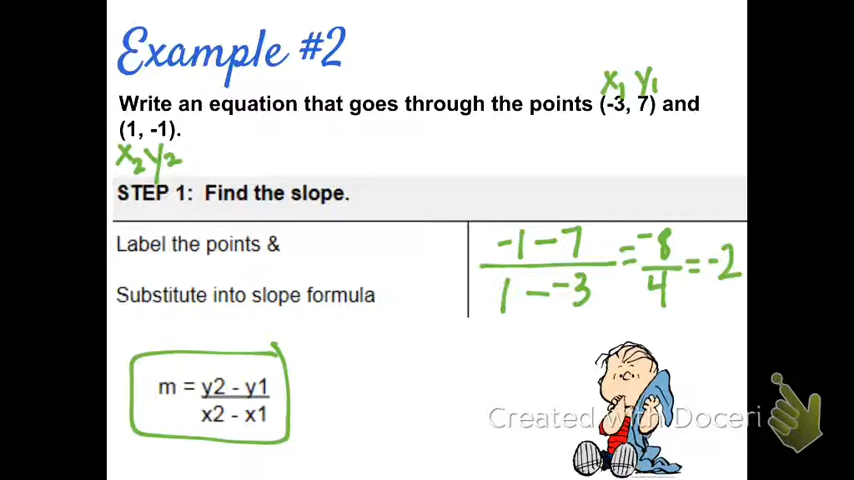 Example #2
x1 y1
Write an equation that goes through the points (-3, 7) and
(1, -1).
x2 y2
STEP 1: Find the slope.
Label the points &
-1 - 7
1 - -3
= -8
4
= -2
Substitute into slope formula
m = y2 - y1
x2 - x1
Created with Doceri